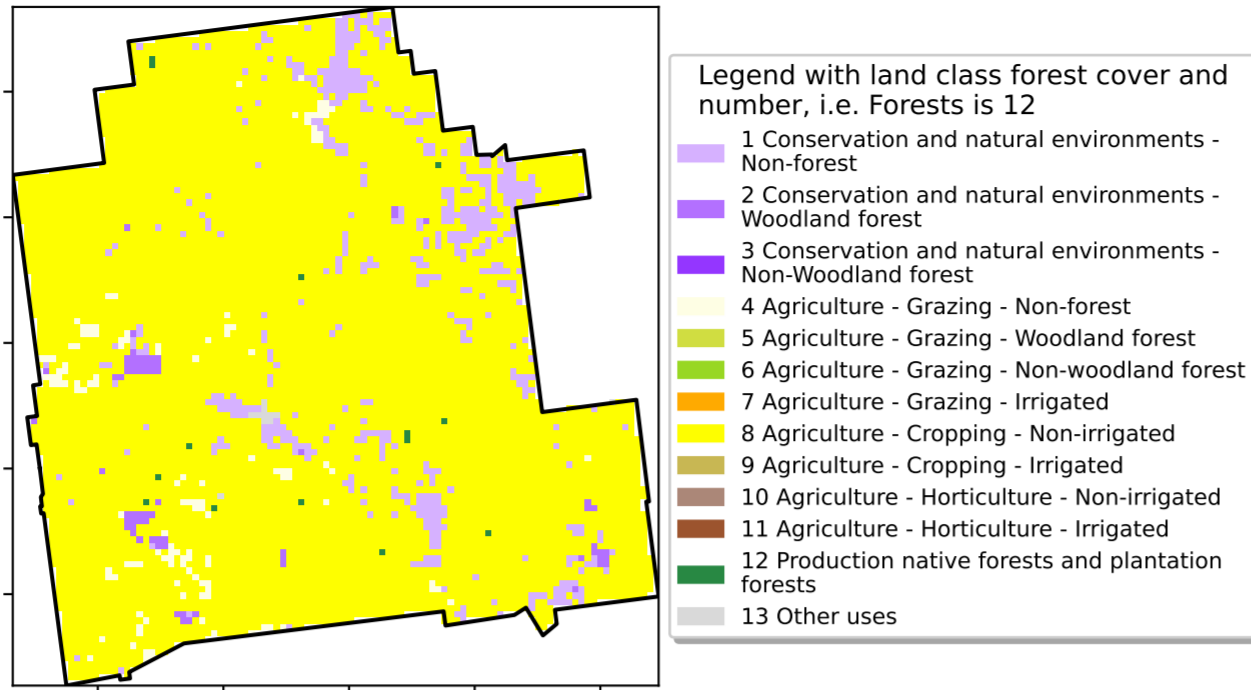 Legend with land class forest cover and
number, i.e. Forests is 12
1 Conservation and natural environments -
Non-forest
2 Conservation and natural environments -
Woodland forest
3 Conservation and natural environments -
Non-Woodland forest
4 Agriculture - Grazing - Non-forest
5 Agriculture - Grazing - Woodland forest
6 Agriculture - Grazing - Non-woodland forest
7 Agriculture - Grazing - Irrigated
8 Agriculture - Cropping - Non-irrigated
9 Agriculture - Cropping - Irrigated
10 Agriculture - Horticulture - Non-irrigated
11 Agriculture - Horticulture - Irrigated
12 Production native forests and plantation
forests
13 Other uses